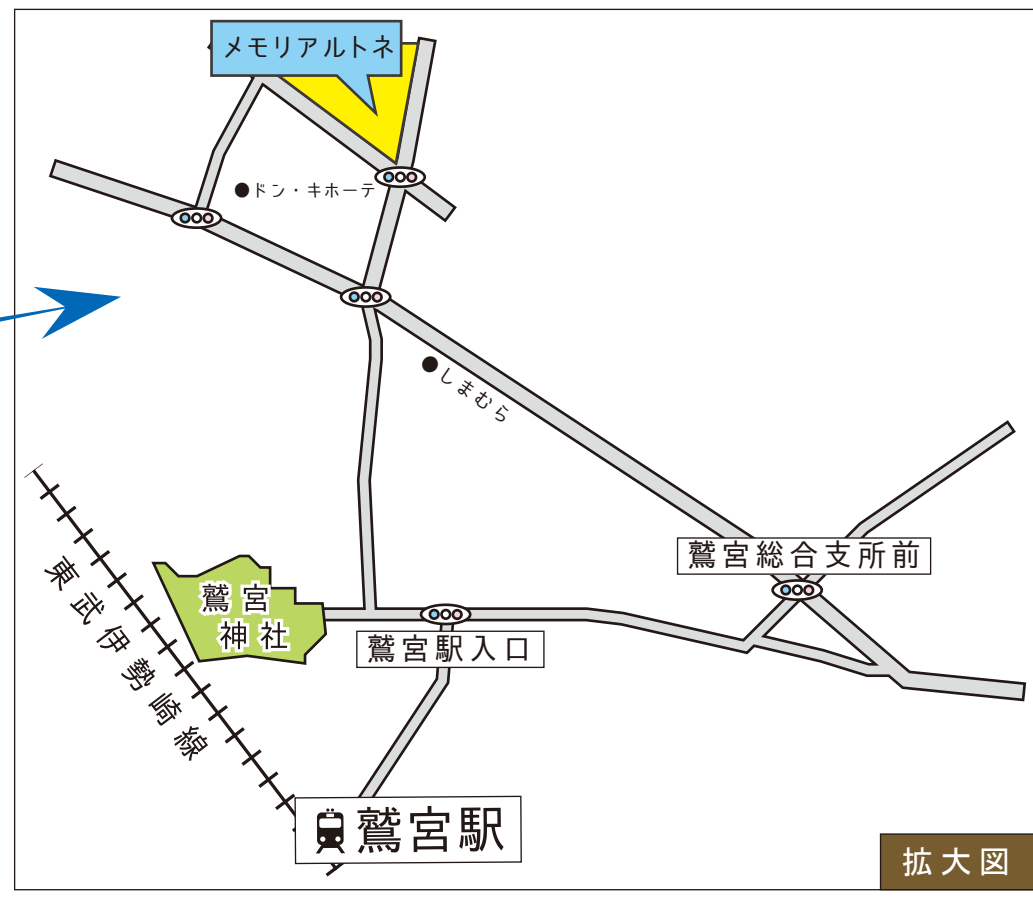 メモリアルトネ
●ドン・キホーテ
●しまむら
鷲宮総合支所前
鷲宮
神社
鷲宮駅入口
東武伊勢崎線
鷲宮駅
拡大図